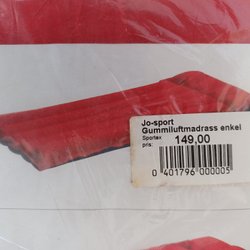 Jo-sport
Gummiluftmadrass enkel
Sportex
pris: 149,00
0 401796 000005